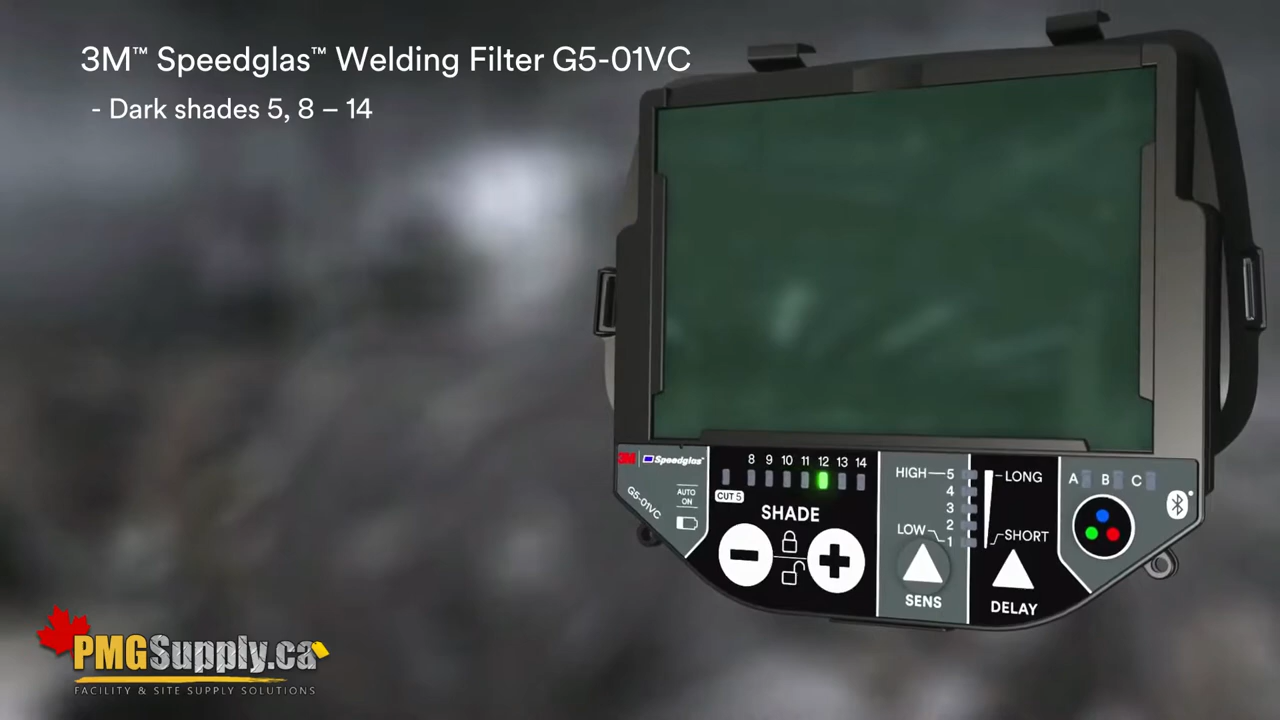 3M™ Speedglas™ Welding Filter G5-01VC
- Dark shades 5, 8 – 14
3M Speedglas™
G5-01VC
AUTO
ON
8 9 10 11 12 13 14
CUT 5
SHADE
HIGH 5
4
3
2
LOW 1
SENS
LONG
SHORT
DELAY
A B C
PMGSupply.ca
FACILITY & SITE SUPPLY SOLUTIONS